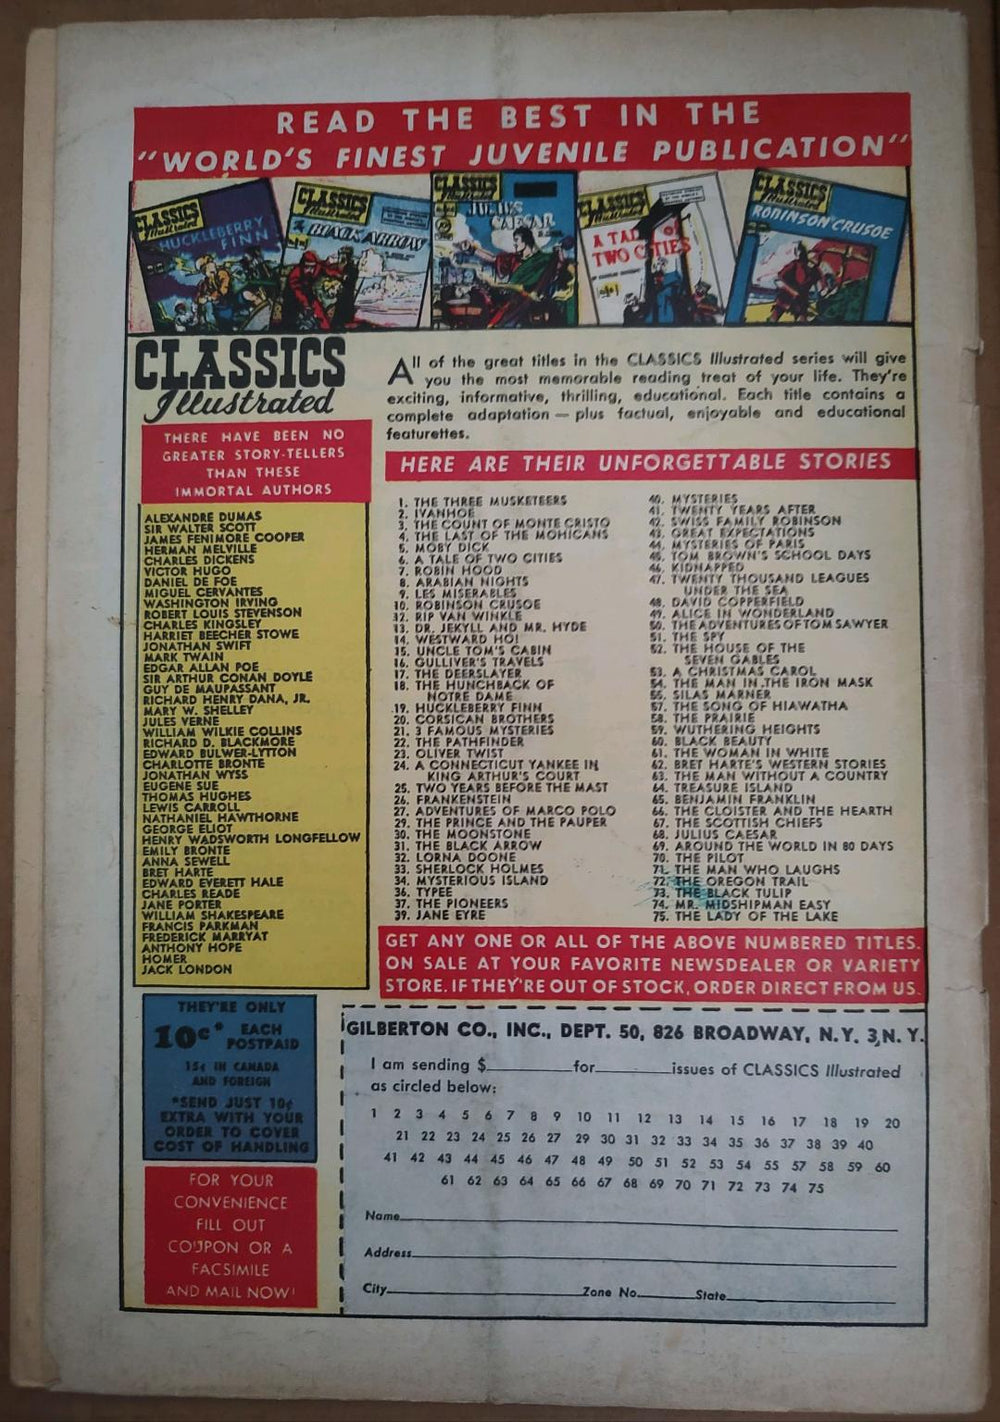 READ THE BEST IN THE
"WORLD'S FINEST JUVENILE PUBLICATION"
CLASSICS
Illustrated
HUCKLEBERRY
FINN
CLASSICS
Illustrated
THE
BLACK ARROW
CLASSICS
Illustrated
JULIUS
CAESAR
CLASSICS
Illustrated
A TALE OF
TWO CITIES
CLASSICS
Illustrated
ROBINSON CRUSOE
CLASSICS
Illustrated
All of the great titles in the CLASSICS Illustrated series will give
you the most memorable reading treat of your life. They're
exciting, informative, thrilling, educational. Each title contains a
complete adaptation — plus factual, enjoyable and educational
featurettes.
THERE HAVE BEEN NO
GREATER STORY-TELLERS
THAN THESE
IMMORTAL AUTHORS
ALEXANDRE DUMAS
SIR WALTER SCOTT
JAMES FENIMORE COOPER
HERMAN MELVILLE
CHARLES DICKENS
VICTOR HUGO
DANIEL DE FOE
MIGUEL CERVANTES
WASHINGTON IRVING
ROBERT LOUIS STEVENSON
CHARLES KINGSLEY
HARRIET BEECHER STOWE
JONATHAN SWIFT
MARK TWAIN
EDGAR ALLAN POE
SIR ARTHUR CONAN DOYLE
GUY DE MAUPASSANT
RICHARD HENRY DANA, JR.
MARY W. SHELLEY
JULES VERNE
WILLIAM WILKIE COLLINS
RICHARD D. BLACKMORE
EDWARD BULWER-LYTTON
CHARLOTTE BRONTE
JONATHAN WYSS
EUGENE SUE
THOMAS HUGHES
LEWIS CARROLL
NATHANIEL HAWTHORNE
GEORGE ELIOT
HENRY WADSWORTH LONGFELLOW
EMILY BRONTE
ANNA SEWELL
BRET HARTE
EDWARD EVERETT HALE
CHARLES READE
JANE PORTER
WILLIAM SHAKESPEARE
FRANCIS PARKMAN
FREDERICK MARRYAT
ANTHONY HOPE
HOMER
JACK LONDON
HERE ARE THEIR UNFORGETTABLE STORIES
1. THE THREE MUSKETEERS
2. IVANHOE
3. THE COUNT OF MONTE CRISTO
4. THE LAST OF THE MOHICANS
5. MOBY DICK
6. A TALE OF TWO CITIES
7. ROBIN HOOD
8. ARABIAN NIGHTS
9. LES MISERABLES
10. ROBINSON CRUSOE
12. RIP VAN WINKLE
13. DR. JEKYLL AND MR. HYDE
14. WESTWARD HO!
15. UNCLE TOM'S CABIN
16. GULLIVER'S TRAVELS
17. THE DEERSLAYER
18. THE HUNCHBACK OF
NOTRE DAME
19. HUCKLEBERRY FINN
20. CORSICAN BROTHERS
21. 3 FAMOUS MYSTERIES
22. THE PATHFINDER
23. OLIVER TWIST
24. A CONNECTICUT YANKEE IN
KING ARTHUR'S COURT
25. TWO YEARS BEFORE THE MAST
26. FRANKENSTEIN
27. ADVENTURES OF MARCO POLO
29. THE PRINCE AND THE PAUPER
30. THE MOONSTONE
31. THE BLACK ARROW
32. LORNA DOONE
33. SHERLOCK HOLMES
34. MYSTERIOUS ISLAND
36. TYPEE
37. THE PIONEERS
39. JANE EYRE
40. MYSTERIES
41. TWENTY YEARS AFTER
42. SWISS FAMILY ROBINSON
43. GREAT EXPECTATIONS
44. MYSTERIES OF PARIS
45. TOM BROWN'S SCHOOL DAYS
46. KIDNAPPED
47. TWENTY THOUSAND LEAGUES
UNDER THE SEA
48. DAVID COPPERFIELD
49. ALICE IN WONDERLAND
50. THE ADVENTURES OF TOM SAWYER
51. THE SPY
52. THE HOUSE OF THE
SEVEN GABLES
53. A CHRISTMAS CAROL
54. THE MAN IN THE IRON MASK
55. SILAS MARNER
57. THE SONG OF HIAWATHA
58. THE PRAIRIE
59. WUTHERING HEIGHTS
60. BLACK BEAUTY
61. THE WOMAN IN WHITE
62. BRET HARTE'S WESTERN STORIES
63. THE MAN WITHOUT A COUNTRY
64. TREASURE ISLAND
65. BENJAMIN FRANKLIN
66. THE CLOISTER AND THE HEARTH
67. THE SCOTTISH CHIEFS
68. JULIUS CAESAR
69. AROUND THE WORLD IN 80 DAYS
70. THE PILOT
71. THE MAN WHO LAUGHS
72. THE OREGON TRAIL
73. THE BLACK TULIP
74. MR. MIDSHIPMAN EASY
75. THE LADY OF THE LAKE
GET ANY ONE OR ALL OF THE ABOVE NUMBERED TITLES.
ON SALE AT YOUR FAVORITE NEWSDEALER OR VARIETY
STORE. IF THEY'RE OUT OF STOCK, ORDER DIRECT FROM US.
THEY'RE ONLY
10¢* EACH
POSTPAID
15¢ IN CANADA
AND FOREIGN
*SEND JUST 10¢
EXTRA WITH YOUR
ORDER TO COVER
COST OF HANDLING
FOR YOUR
CONVENIENCE
FILL OUT
COUPON OR A
FACSIMILE
AND MAIL NOW!
GILBERTON CO., INC., DEPT. 50, 826 BROADWAY, N.Y. 3, N.Y.
I am sending $ for issues of CLASSICS Illustrated
as circled below:
1 2 3 4 5 6 7 8 9 10 11 12 13 14 15 16 17 18 19 20
21 22 23 24 25 26 27 29 30 31 32 33 34 35 36 37 38 39 40
41 42 43 44 45 46 47 48 49 50 51 52 53 54 55 57 58 59 60
61 62 63 64 65 66 67 68 69 70 71 72 73 74 75
Name
Address
City Zone No. State